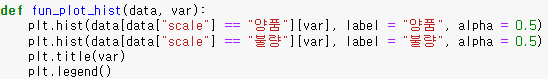 def fun_plot_hist(data, var):
    plt.hist(data[data["scale"] == "양품"][var], label = "양품", alpha = 0.5)
    plt.hist(data[data["scale"] == "불량"][var], label = "불량", alpha = 0.5)
    plt.title(var)
    plt.legend()